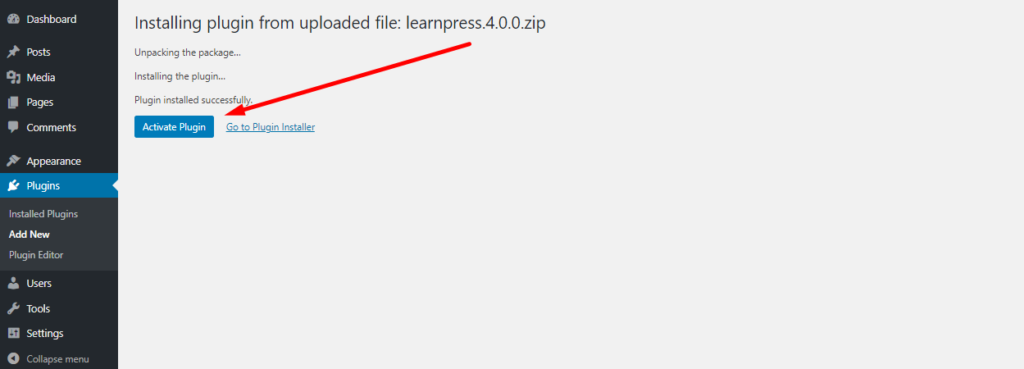 Dashboard
Posts
Media
Pages
Comments
Appearance
Plugins
Installed Plugins
Add New
Plugin Editor
Users
Tools
Settings
Collapse menu
Installing plugin from uploaded file: learnpress.4.0.0.zip
Unpacking the package...
Installing the plugin...
Plugin installed successfully.
Activate Plugin Go to Plugin Installer